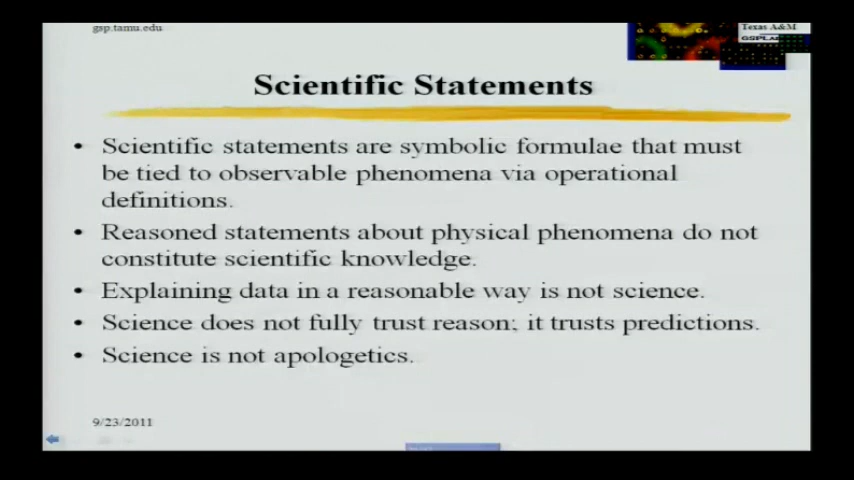 gsp.tamu.edu
Texas A&M
GSPLAB
Scientific Statements
• Scientific statements are symbolic formulae that must
be tied to observable phenomena via operational
definitions.
• Reasoned statements about physical phenomena do not
constitute scientific knowledge.
• Explaining data in a reasonable way is not science.
• Science does not fully trust reason; it trusts predictions.
• Science is not apologetics.
9/23/2011